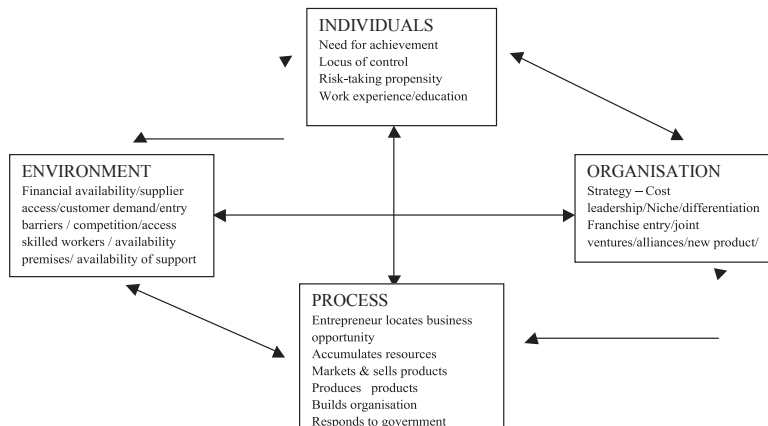 INDIVIDUALS
Need for achievement
Locus of control
Risk-taking propensity
Work experience/education
ENVIRONMENT
Financial availability/supplier
access/customer demand/entry
barriers / competition/access
skilled workers / availability
premises/ availability of support
ORGANISATION
Strategy – Cost
leadership/Niche/differentiation
Franchise entry/joint
ventures/alliances/new product/
PROCESS
Entrepreneur locates business
opportunity
Accumulates resources
Markets & sells products
Produces products
Builds organisation
Responds to government